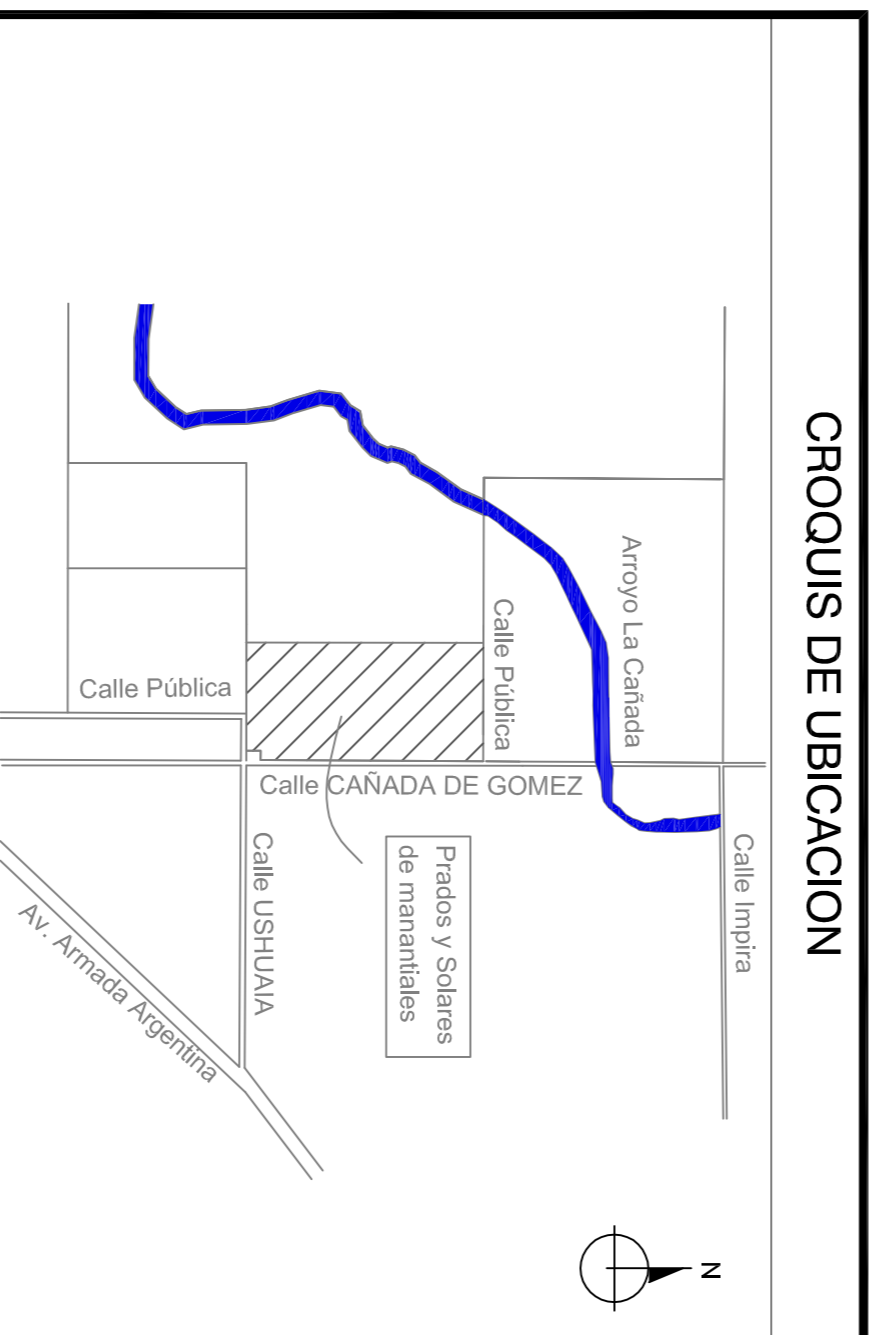 CROQUIS DE UBICACION
Calle Impira
Arroyo La Cañada
Calle Pública
Prados y Solares
de manantiales
Calle CAÑADA DE GOMEZ
Calle USHUAIA
Calle Pública
Av. Armada Argentina
N